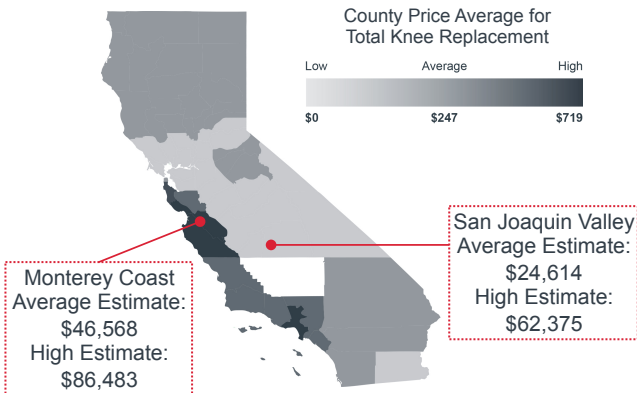 County Price Average for
Total Knee Replacement
Low Average High
$0 $247 $719
San Joaquin Valley
Average Estimate:
$24,614
High Estimate:
$62,375
Monterey Coast
Average Estimate:
$46,568
High Estimate:
$86,483